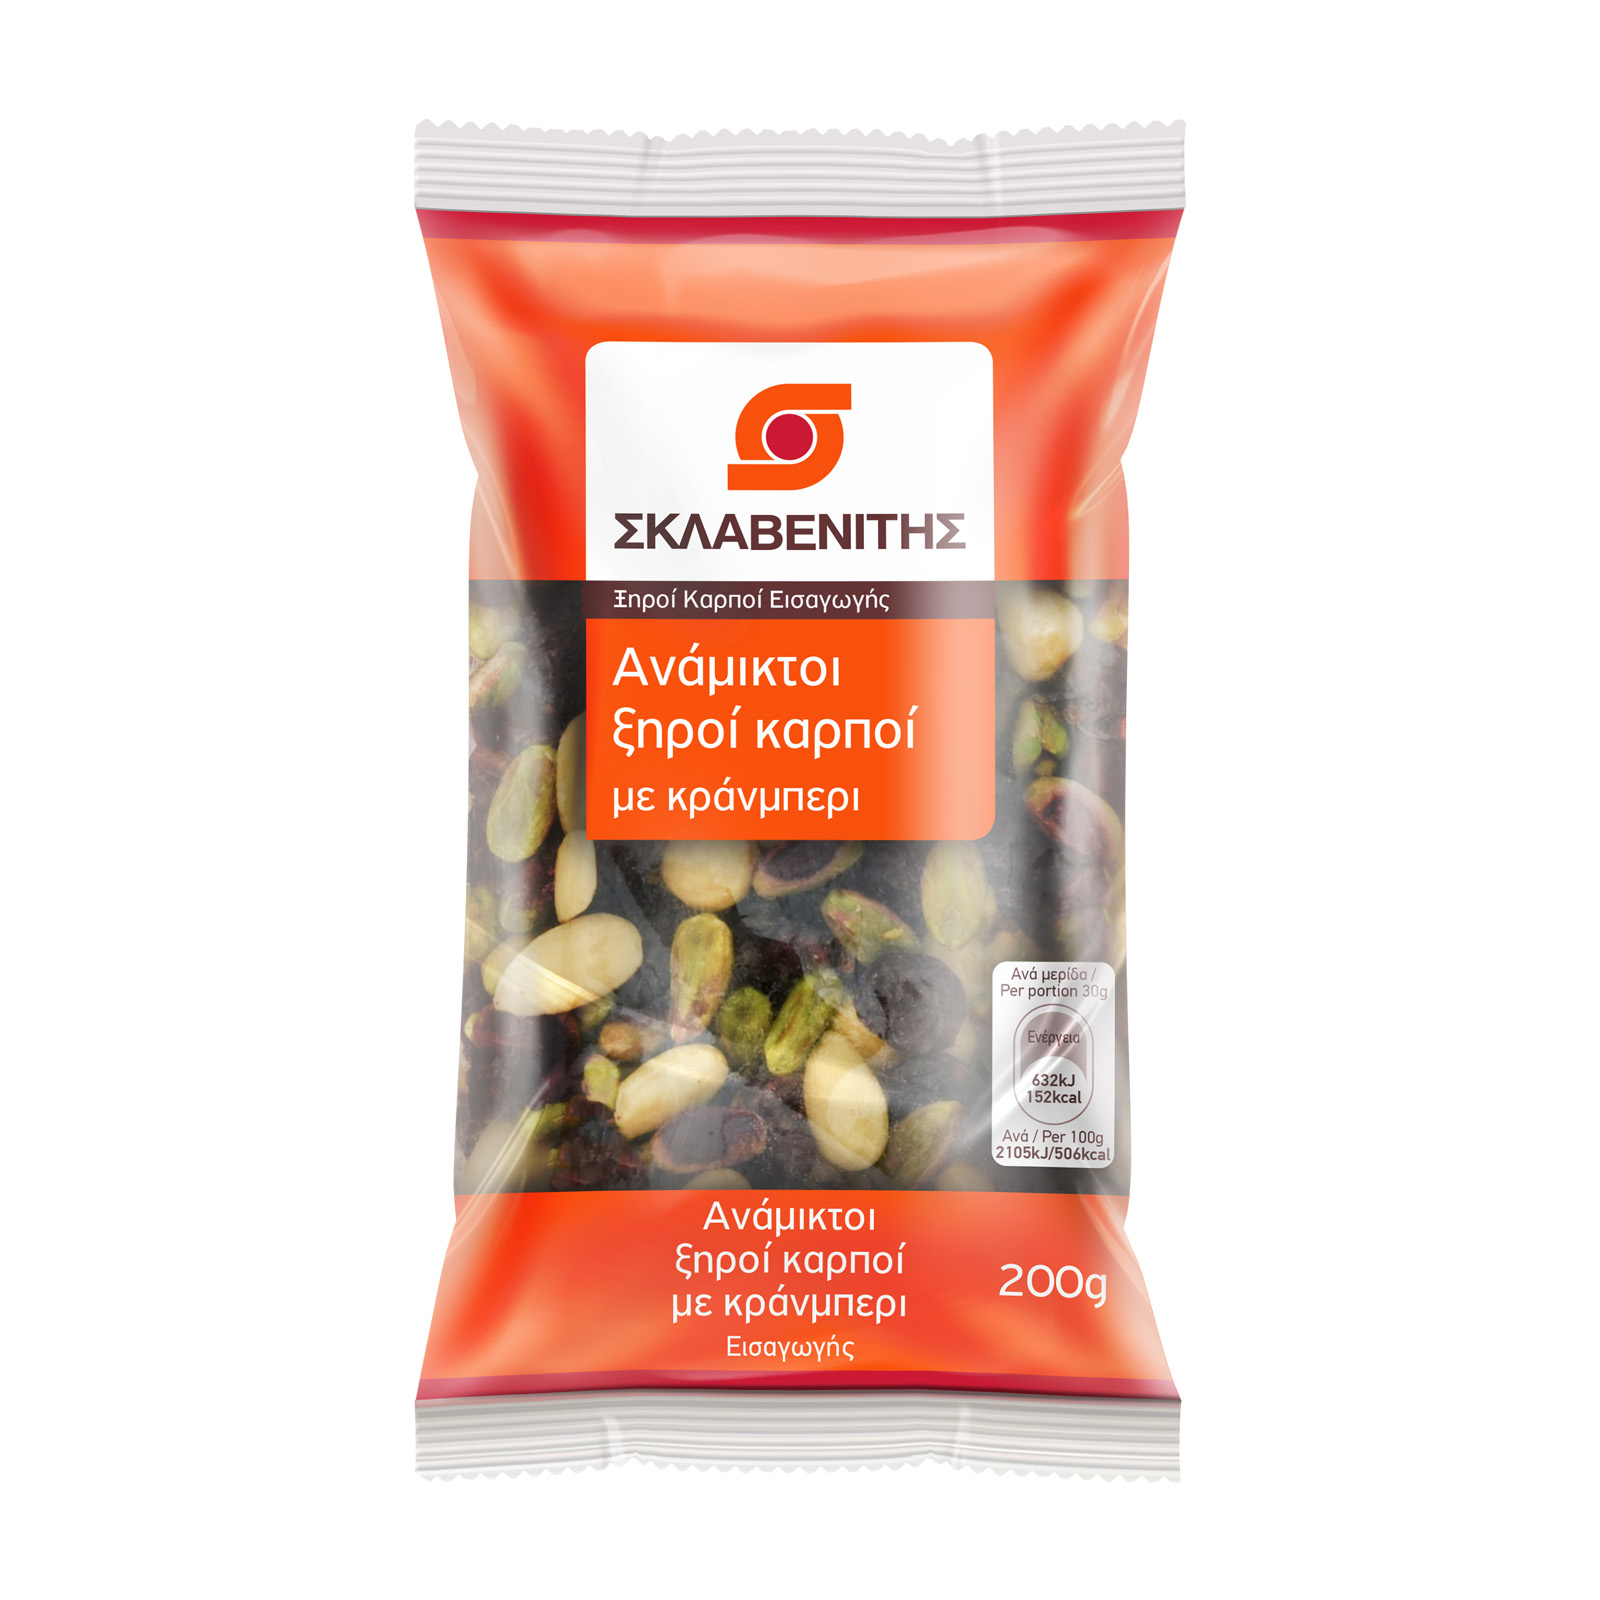 ΣΚΛΑΒΕΝΙΤΗΣ
Ξηροί Καρποί Εισαγωγής
Ανάμικτοι
ξηροί καρποί
με κράνμπερι
Ανά μερίδα /
Per portion 30g
Ενέργεια
632kJ
152kcal
Ανά / Per 100g
2105kJ/506kcal
Ανάμικτοι
ξηροί καρποί
με κράνμπερι
Εισαγωγής
200g